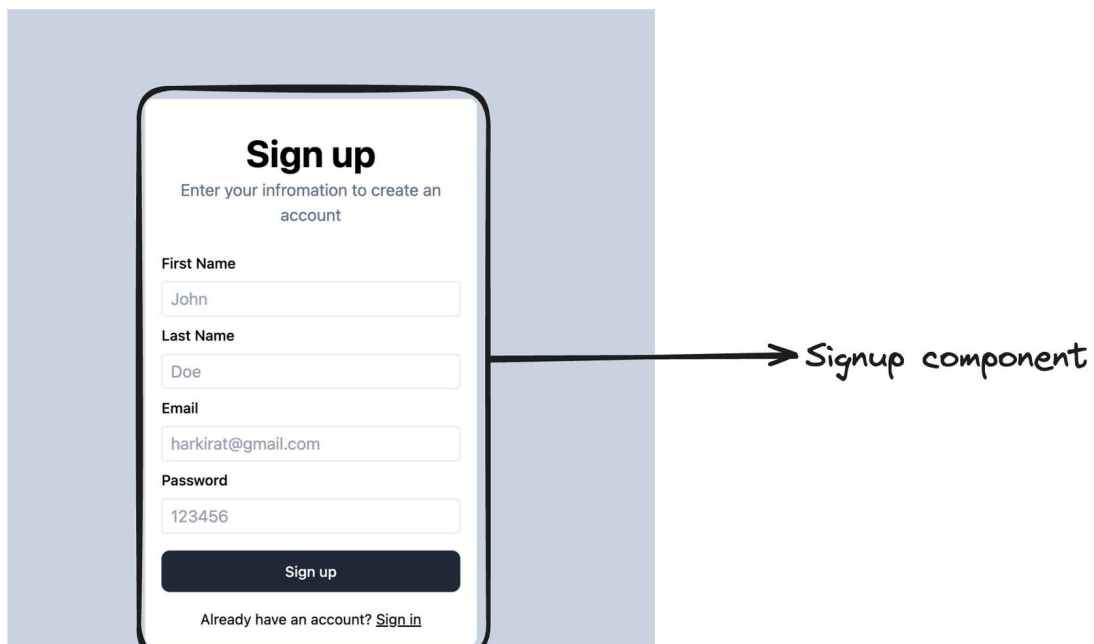 Sign up
Enter your infromation to create an
account
First Name
John
Last Name
Doe
Email
harkirat@gmail.com
Password
123456
Sign up
Already have an account? Sign in
Signup component